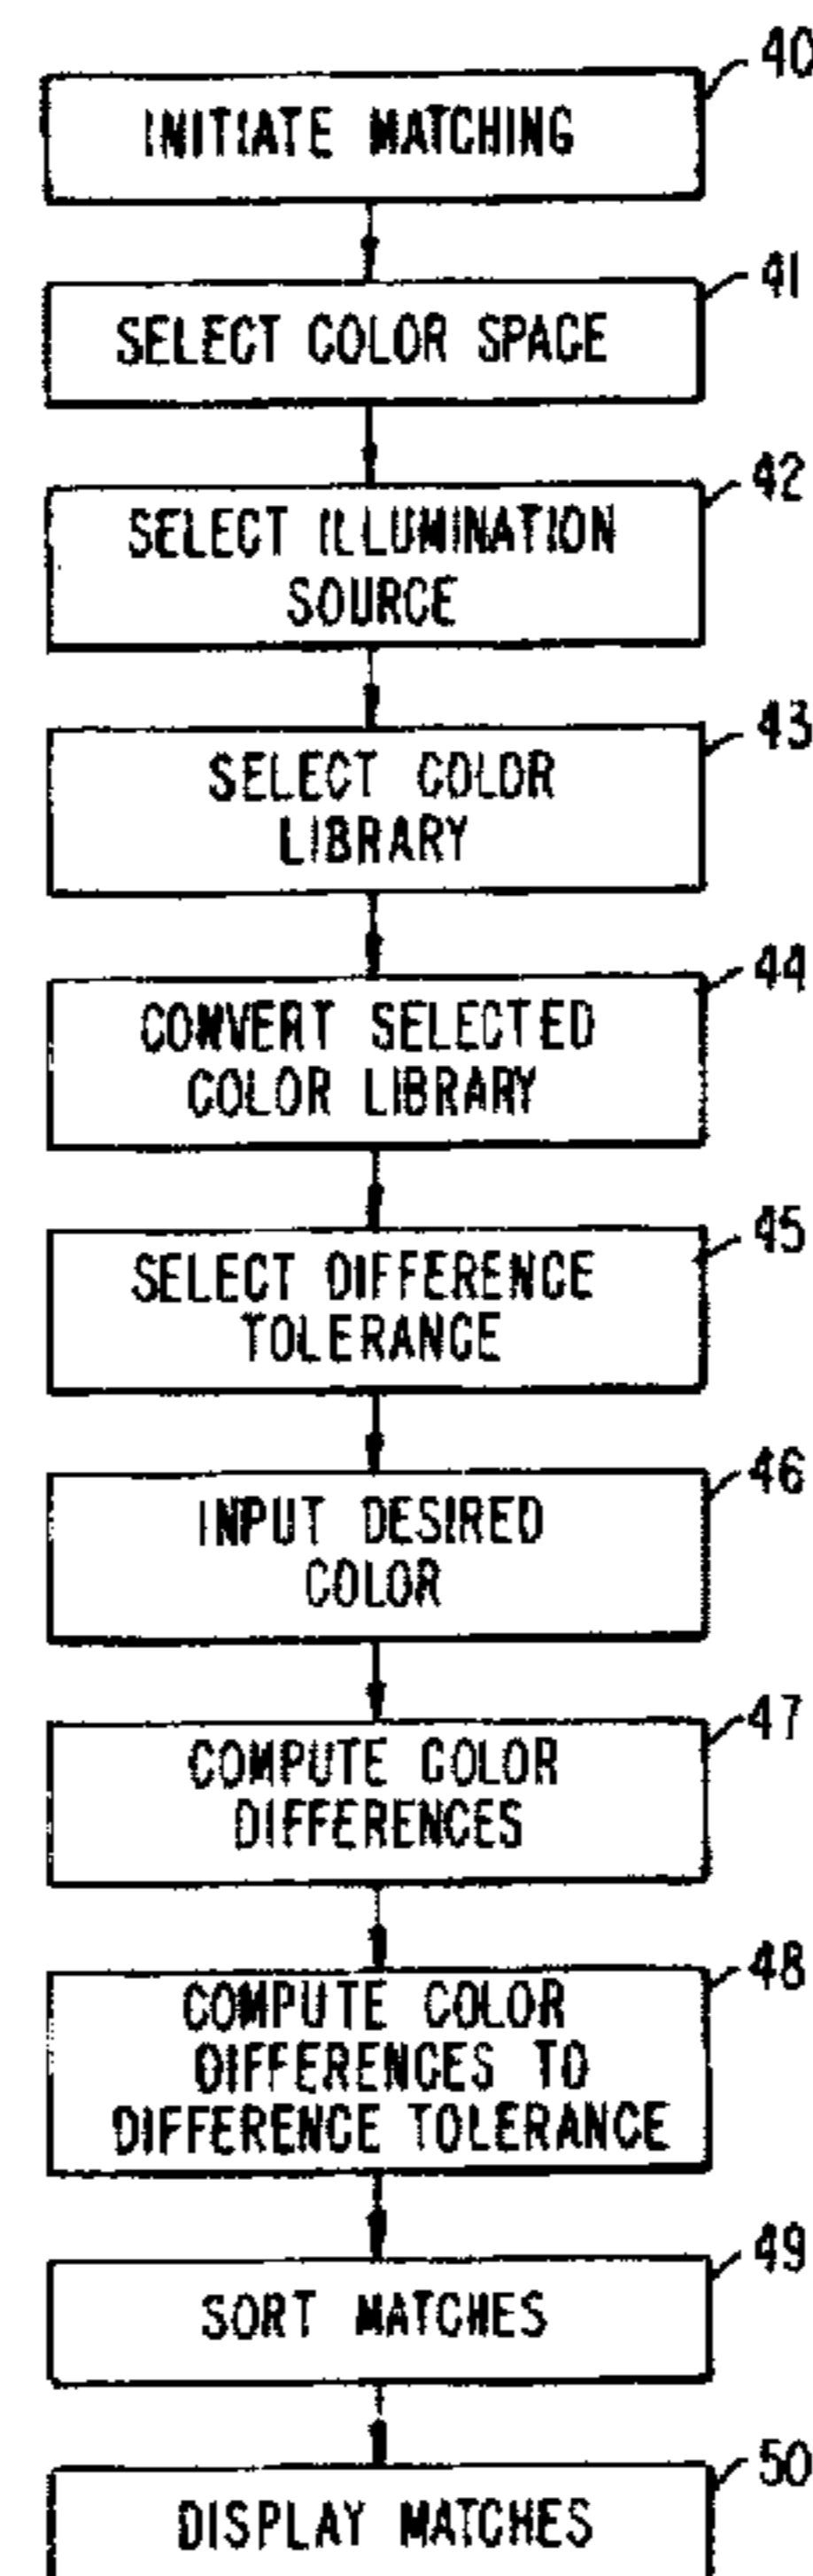 40
INITIATE MATCHING
41
SELECT COLOR SPACE
42
SELECT ILLUMINATION
SOURCE
43
SELECT COLOR
LIBRARY
44
CONVERT SELECTED
COLOR LIBRARY
45
SELECT DIFFERENCE
TOLERANCE
46
INPUT DESIRED
COLOR
47
COMPUTE COLOR
DIFFERENCES
48
COMPUTE COLOR
DIFFERENCES TO
DIFFERENCE TOLERANCE
49
SORT MATCHES
50
DISPLAY MATCHES